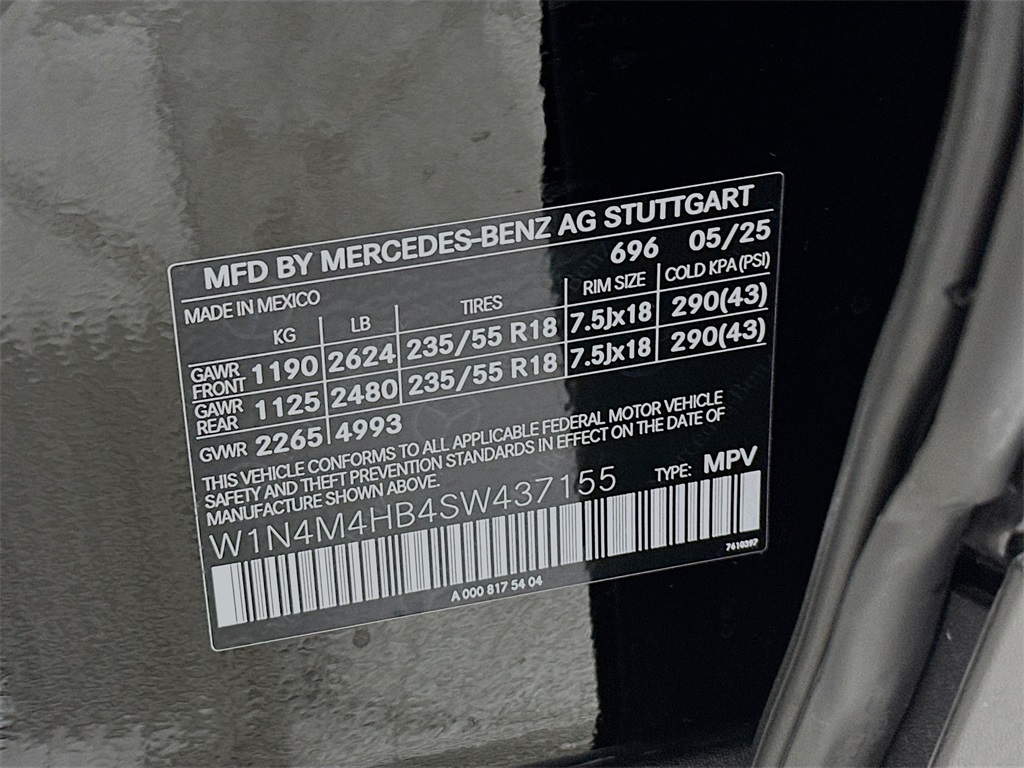 MFD BY MERCEDES-BENZ AG STUTTGART
MADE IN MEXICO 696 05/25
KG LB TIRES RIM SIZE COLD KPA (PSI)
GAWR FRONT 1190 2624 235/55 R18 7.5Jx18 290(43)
GAWR REAR 1125 2480 235/55 R18 7.5Jx18 290(43)
GVWR 2265 4993
THIS VEHICLE CONFORMS TO ALL APPLICABLE FEDERAL MOTOR VEHICLE
SAFETY AND THEFT PREVENTION STANDARDS IN EFFECT ON THE DATE OF
MANUFACTURE SHOWN ABOVE.
W1N4M4HB4SW437155 TYPE: MPV
A 000 817 54 04 7610397